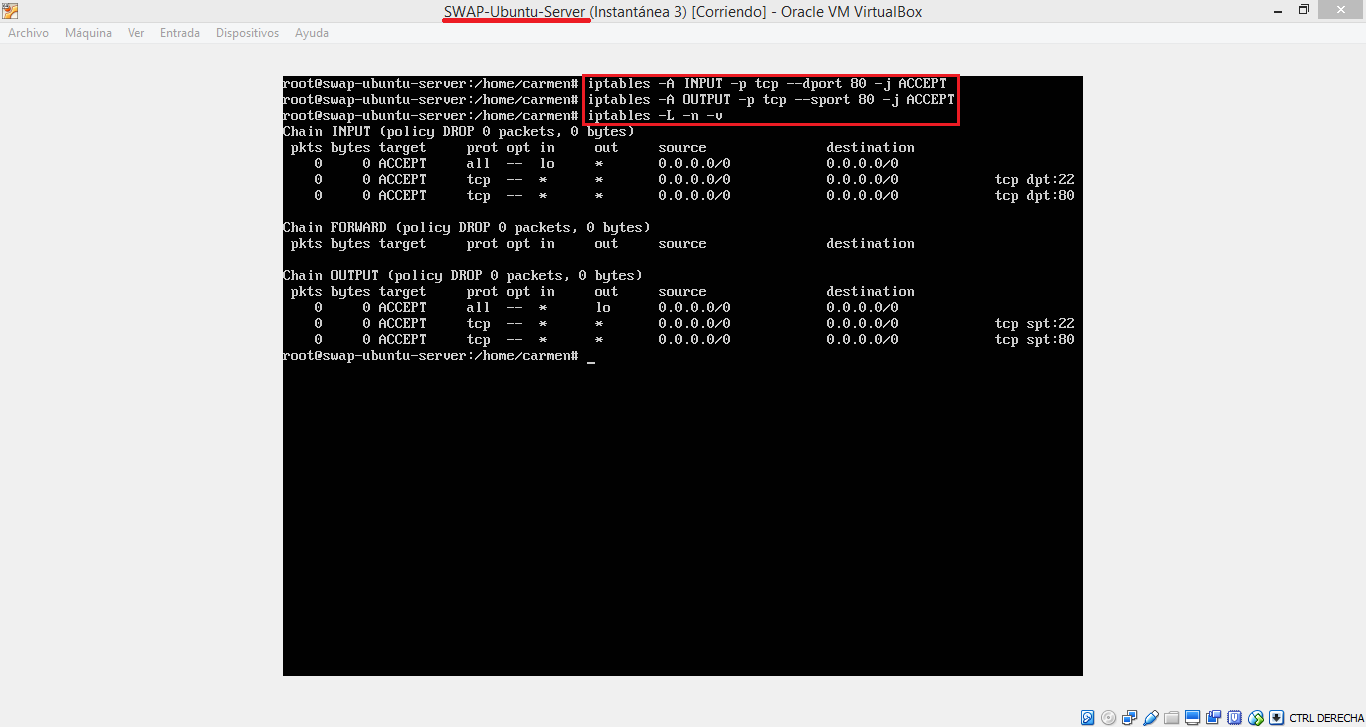 SWAP-Ubuntu-Server (Instantánea 3) [Corriendo] - Oracle VM VirtualBox
Archivo Máquina Ver Entrada Dispositivos Ayuda
root@swap-ubuntu-server:/home/carmen# iptables -A INPUT -p tcp --dport 80 -j ACCEPT
root@swap-ubuntu-server:/home/carmen# iptables -A OUTPUT -p tcp --sport 80 -j ACCEPT
root@swap-ubuntu-server:/home/carmen# iptables -L -n -v
Chain INPUT (policy DROP 0 packets, 0 bytes)
pkts bytes target prot opt in out source destination
0 0 ACCEPT all -- lo * 0.0.0.0/0 0.0.0.0/0
0 0 ACCEPT tcp -- * * 0.0.0.0/0 0.0.0.0/0 tcp dpt:22
0 0 ACCEPT tcp -- * * 0.0.0.0/0 0.0.0.0/0 tcp dpt:80
Chain FORWARD (policy DROP 0 packets, 0 bytes)
pkts bytes target prot opt in out source destination
Chain OUTPUT (policy DROP 0 packets, 0 bytes)
pkts bytes target prot opt in out source destination
0 0 ACCEPT all -- * lo 0.0.0.0/0 0.0.0.0/0
0 0 ACCEPT tcp -- * * 0.0.0.0/0 0.0.0.0/0 tcp spt:22
0 0 ACCEPT tcp -- * * 0.0.0.0/0 0.0.0.0/0 tcp spt:80
root@swap-ubuntu-server:/home/carmen# _
CTRL DERECHA